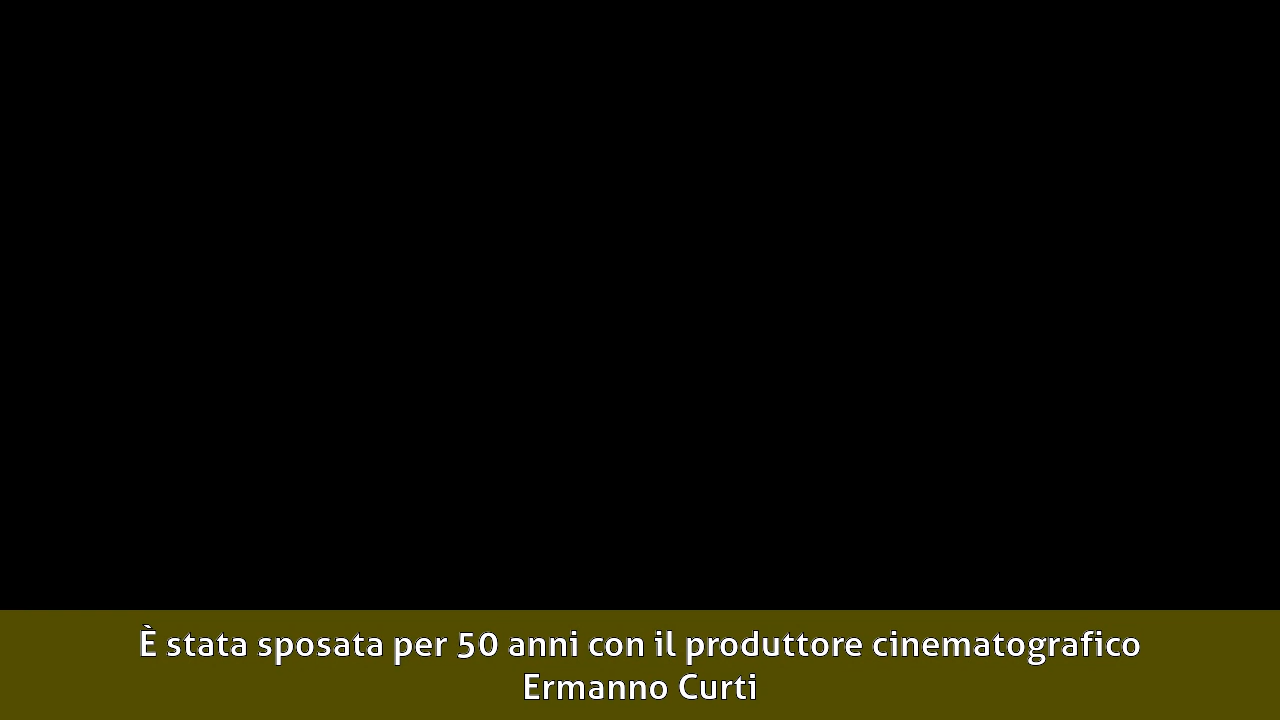 È stata sposata per 50 anni con il produttore cinematografico
Ermanno Curti